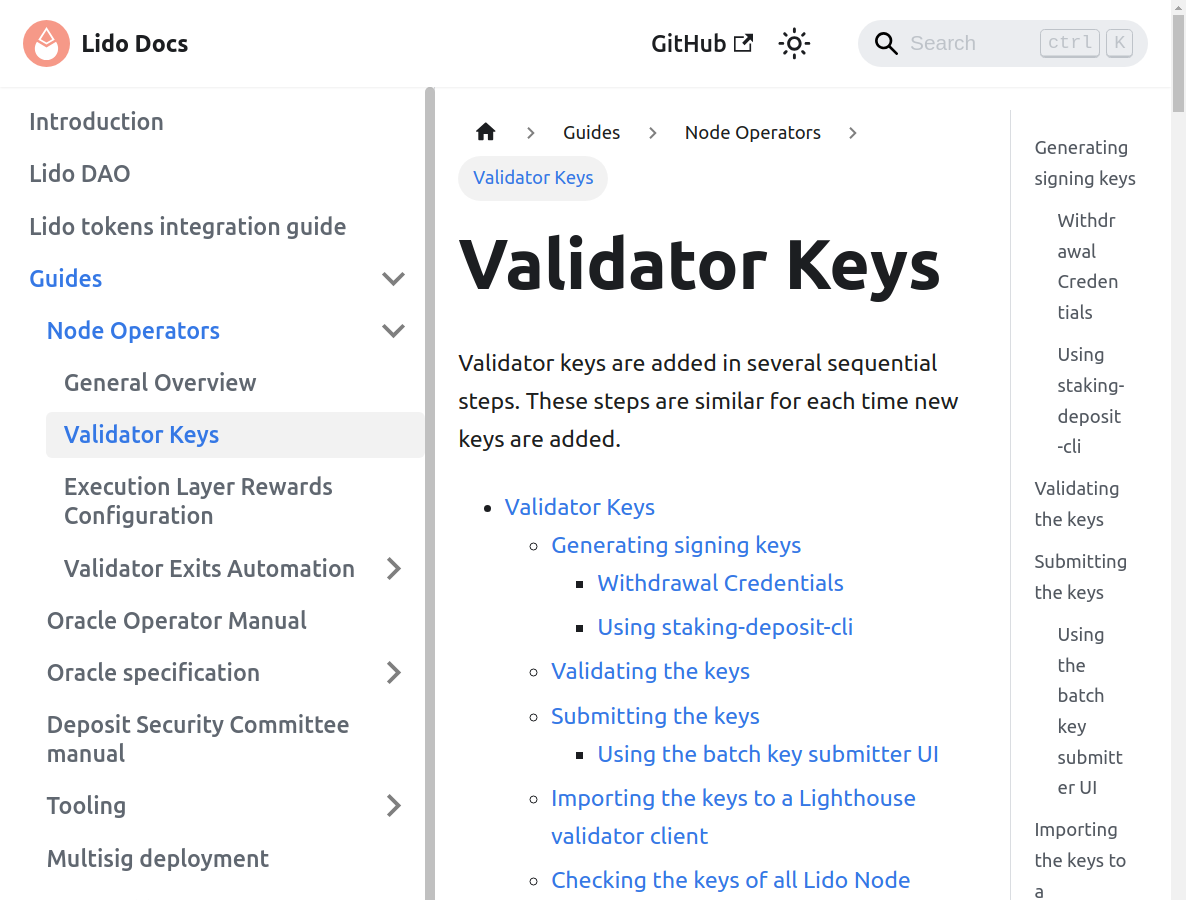 Lido Docs
GitHub
Search
ctrl K
Introduction
Lido DAO
Lido tokens integration guide
Guides
Node Operators
General Overview
Validator Keys
Execution Layer Rewards
Configuration
Validator Exits Automation
Oracle Operator Manual
Oracle specification
Deposit Security Committee
manual
Tooling
Multisig deployment
Guides
Node Operators
Validator Keys
Validator Keys
Validator keys are added in several sequential
steps. These steps are similar for each time new
keys are added.
Validator Keys
Generating signing keys
Withdrawal Credentials
Using staking-deposit-cli
Validating the keys
Submitting the keys
Using the batch key submitter UI
Importing the keys to a Lighthouse
validator client
Checking the keys of all Lido Node
Generating
signing keys
Withdr
awal
Creden
tials
Using
staking-
deposit
-cli
Validating
the keys
Submitting
the keys
Using
the
batch
key
submitt
er UI
Importing
the keys to
a